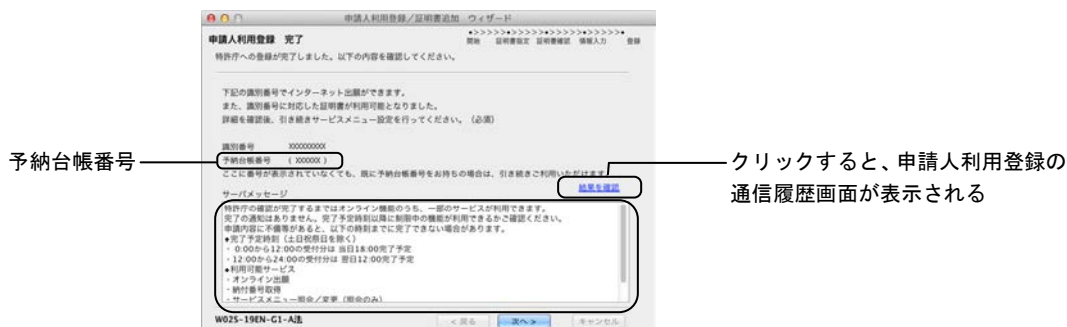 申請人利用登録/証明書追加 ウィザード
申請人利用登録 完了
◆>>>>>◆>>>>>◆>>>>>◆>>>>>◆
開始 証明書指定 証明書確認 情報入力 登録
特許庁への登録が完了しました。以下の内容を確認してください。
下記の識別番号でインターネット出願ができます。
また、識別番号に対応した証明書が利用可能となりました。
詳細を確認後、引き続きサービスメニュー設定を行ってください。(必須)
識別番号 XXXXXXXXX
予納台帳番号 ( XXXXXX )
ここに番号が表示されていなくても、既に予納台帳番号をお持ちの場合は、引き続きご利用いただけます。
結果を確認
サーバメッセージ
特許庁の確認が完了するまではオンライン機能のうち、一部のサービスが利用できます。
完了の通知はありません。完了予定時刻以降に制限中の機能が利用できるかご確認ください。
申請内容に不備等があると、以下の時刻までに完了できない場合があります。
◆完了予定時刻(土日祝祭日を除く)
・0:00から12:00の受付分は 当日18:00完了予定
・12:00から24:00の受付分は 翌日12:00完了予定
◆利用可能サービス
・オンライン出願
・納付番号取得
・サービスメニュー照会/変更(照会のみ)
W02S-19EN-G1-A法
<戻る
次へ>
キャンセル
予納台帳番号
クリックすると、申請人利用登録の
通信履歴画面が表示される